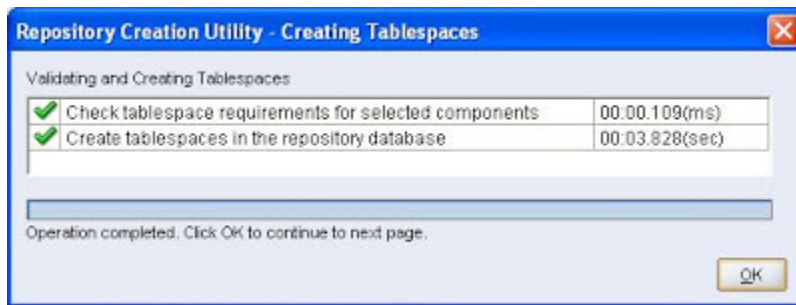 Repository Creation Utility - Creating Tablespaces
Validating and Creating Tablespaces
Check tablespace requirements for selected components 00:00.109(ms)
Create tablespaces in the repository database 00:03.828(sec)
Operation completed. Click OK to continue to next page.
OK